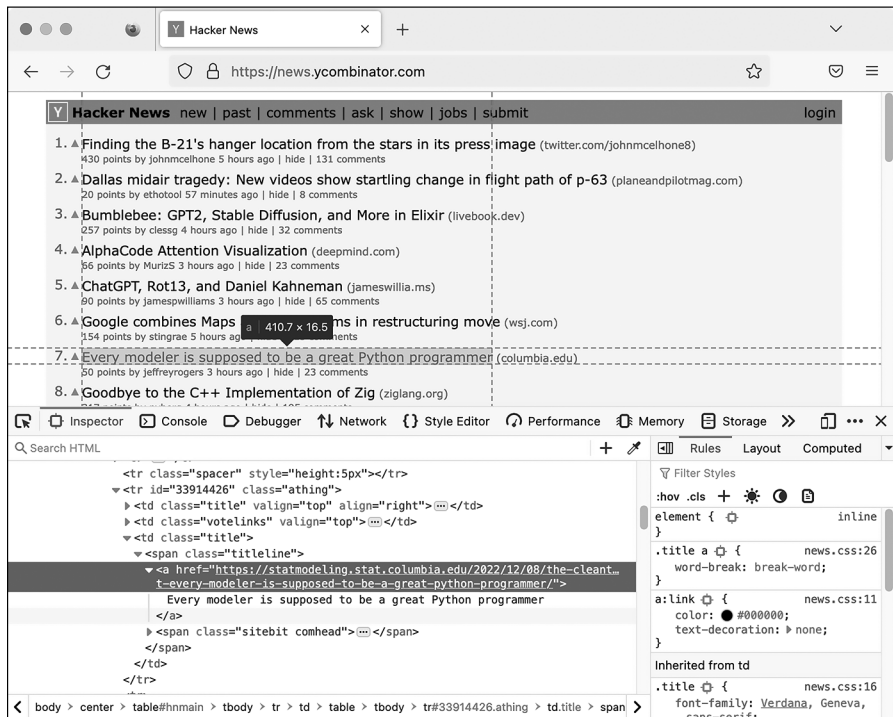 Y Hacker News
https://news.ycombinator.com
Y Hacker News new | past | comments | ask | show | jobs | submit login
1. Finding the B-21's hanger location from the stars in its press image (twitter.com/johnmcelhone8)
430 points by johnmcelhone 5 hours ago | hide | 131 comments
2. Dallas midair tragedy: New videos show startling change in flight path of p-63 (planeandpilotmag.com)
20 points by ethotool 57 minutes ago | hide | 8 comments
3. Bumblebee: GPT2, Stable Diffusion, and More in Elixir (livebook.dev)
257 points by clessg 4 hours ago | hide | 32 comments
4. AlphaCode Attention Visualization (deepmind.com)
66 points by MurizS 3 hours ago | hide | 23 comments
5. ChatGPT, Rot13, and Daniel Kahneman (jameswillia.ms)
90 points by jamespwilliams 3 hours ago | hide | 65 comments
6. Google combines Maps ms in restructuring move (wsj.com)
a 410.7 × 16.5
154 points by stingrae 5 hours ago
7. Every modeler is supposed to be a great Python programmer (columbia.edu)
50 points by jeffreyrogers 3 hours ago | hide | 23 comments
8. Goodbye to the C++ Implementation of Zig (ziglang.org)
Inspector Console Debugger Network {} Style Editor Performance Memory Storage
Search HTML
Rules Layout Computed
<tr class="spacer" style="height:5px"></tr>
<tr id="33914426" class="athing">
<td class="title" valign="top" align="right"></td>
<td class="votelinks" valign="top"></td>
<td class="title">
<span class="titleline">
<a href="https://statmodeling.stat.columbia.edu/2022/12/08/the-cleant…
t-every-modeler-is-supposed-to-be-a-great-python-programmer/">
Every modeler is supposed to be a great Python programmer
</a>
<span class="sitebit comhead"></span>
</span>
</td>
</tr>
Filter Styles
:hov .cls
element { inline
}
.title a { news.css:26
word-break: break-word;
}
a:link { news.css:11
color: #000000;
text-decoration: none;
}
Inherited from td
.title { news.css:16
font-family: Verdana, Geneva,
sans-serif;
body > center > table#hnmain > tbody > tr > td > table > tbody > tr#33914426.athing > td.title > span